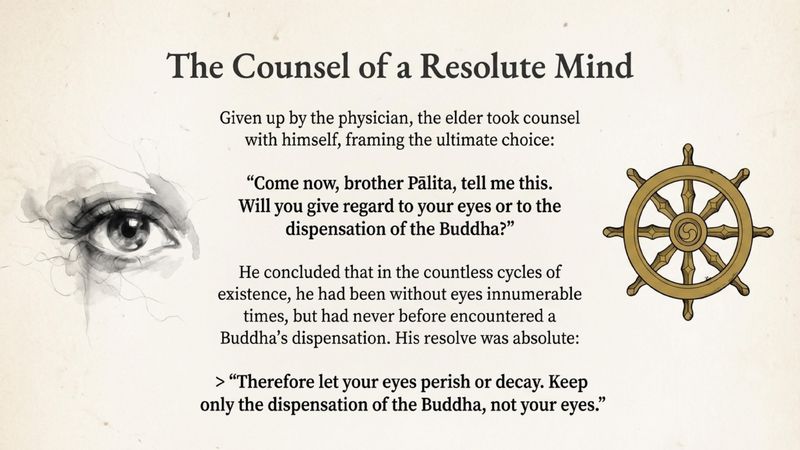 The Counsel of a Resolute Mind
Given up by the physician, the elder took counsel
with himself, framing the ultimate choice:
“Come now, brother Pālita, tell me this.
Will you give regard to your eyes or to the
dispensation of the Buddha?”
He concluded that in the countless cycles of
existence, he had been without eyes innumerable
times, but had never before encountered a
Buddha’s dispensation. His resolve was absolute:
> “Therefore let your eyes perish or decay. Keep
only the dispensation of the Buddha, not your eyes.”